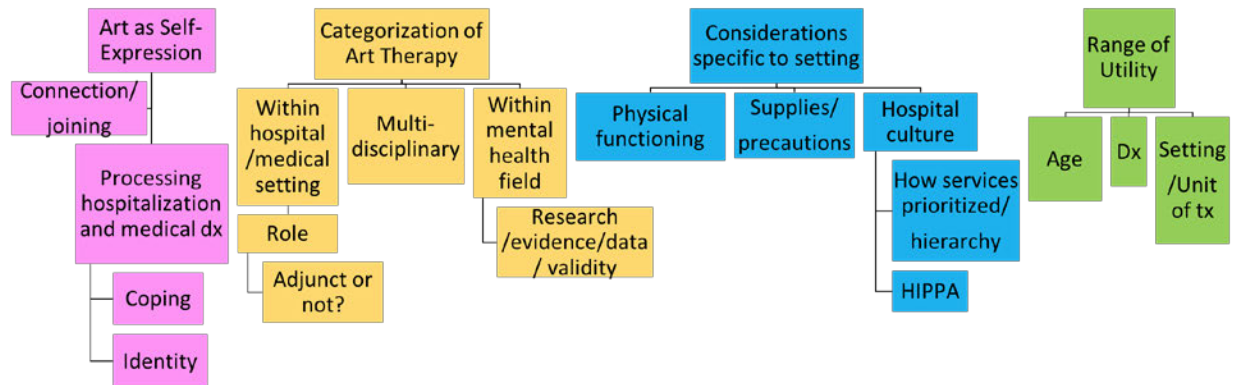 Art as Self-
Expression
Connection/
joining
Processing
hospitalization
and medical dx
Coping
Identity
Categorization of
Art Therapy
Within
hospital
/medical
setting
Role
Adjunct or
not?
Multi-
disciplinary
Within
mental
health
field
Research
/evidence/data
/ validity
Considerations
specific to setting
Physical
functioning
Supplies/
precautions
Hospital
culture
How services
prioritized/
hierarchy
HIPPA
Range of
Utility
Age
Dx
Setting
/Unit
of tx